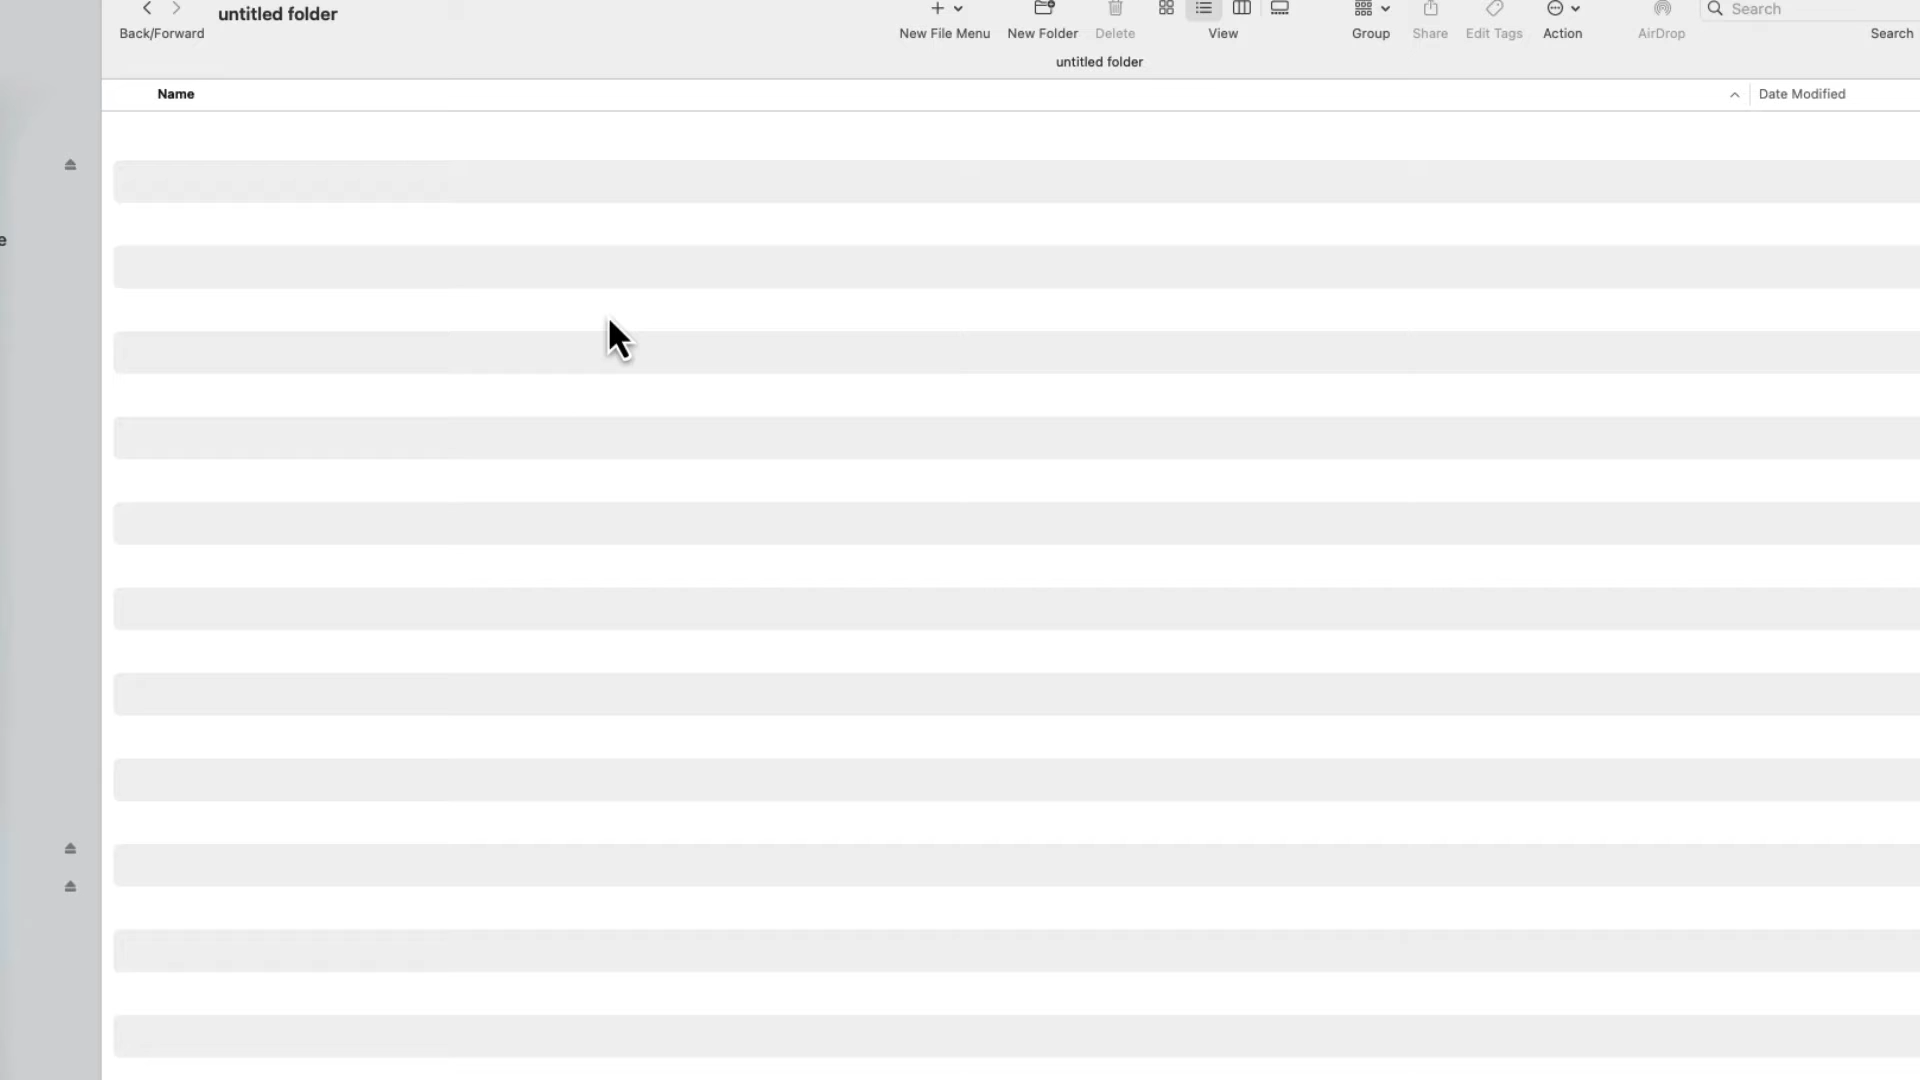 untitled folder
Search
Back/Forward
New File Menu
New Folder
Delete
View
Group
Share
Edit Tags
Action
AirDrop
Search
untitled folder
Name
Date Modified
e